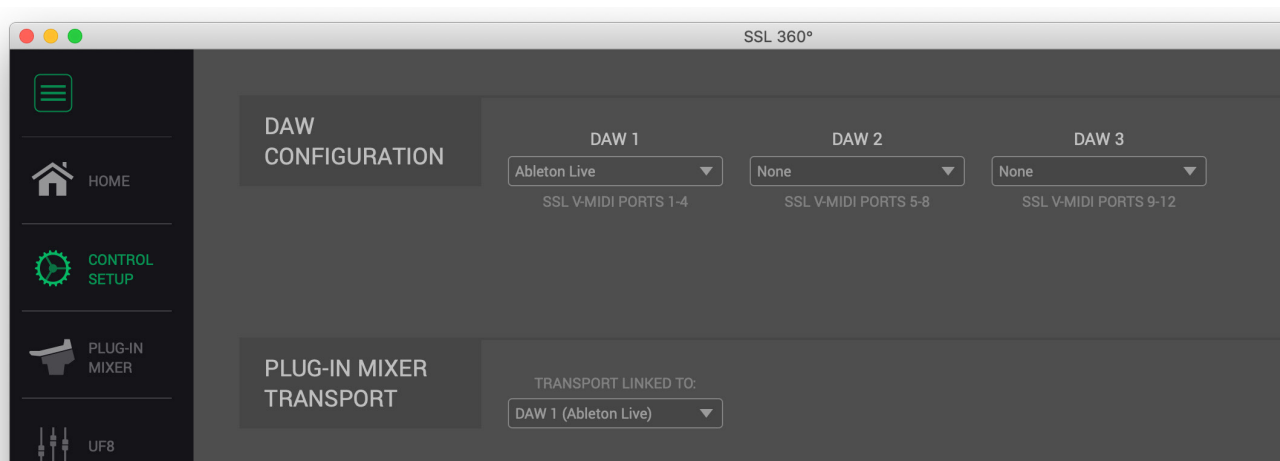 SSL 360°
HOME
CONTROL
SETUP
PLUG-IN
MIXER
UF8
DAW
CONFIGURATION
DAW 1
DAW 2
DAW 3
Ableton Live
None
None
SSL V-MIDI PORTS 1-4
SSL V-MIDI PORTS 5-8
SSL V-MIDI PORTS 9-12
PLUG-IN MIXER
TRANSPORT
TRANSPORT LINKED TO:
DAW 1 (Ableton Live)